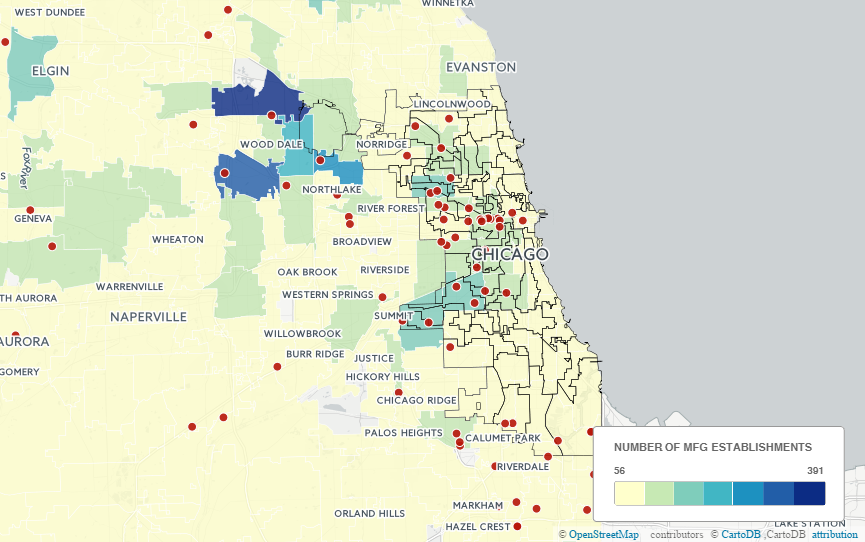 WINNETKA
WEST DUNDEE
EVANSTON
ELGIN
LINCOLNWOOD
WOOD DALE
NORRIDGE
Fox River
S
NORTHLAKE
RIVER FOREST
GENEVA
WHEATON
BROADVIEW
CHICAGO
OAK BROOK
RIVERSIDE
WARRENVILLE
WESTERN SPRINGS
TH AURORA
NAPERVILLE
SUMMIT
WILLOWBROOK
AURORA
BURR RIDGE
JUSTICE
GOMERY
HICKORY HILLS
CHICAGO RIDGE
PALOS HEIGHTS
CALUMET PARK
NUMBER OF MFG ESTABLISHMENTS
RIVERDALE
56 391
MARKHAM
ORLAND HILLS
HAZEL CREST
LAKE STATION
© OpenStreetMap contributors © CartoDB ,CartoDB attribution